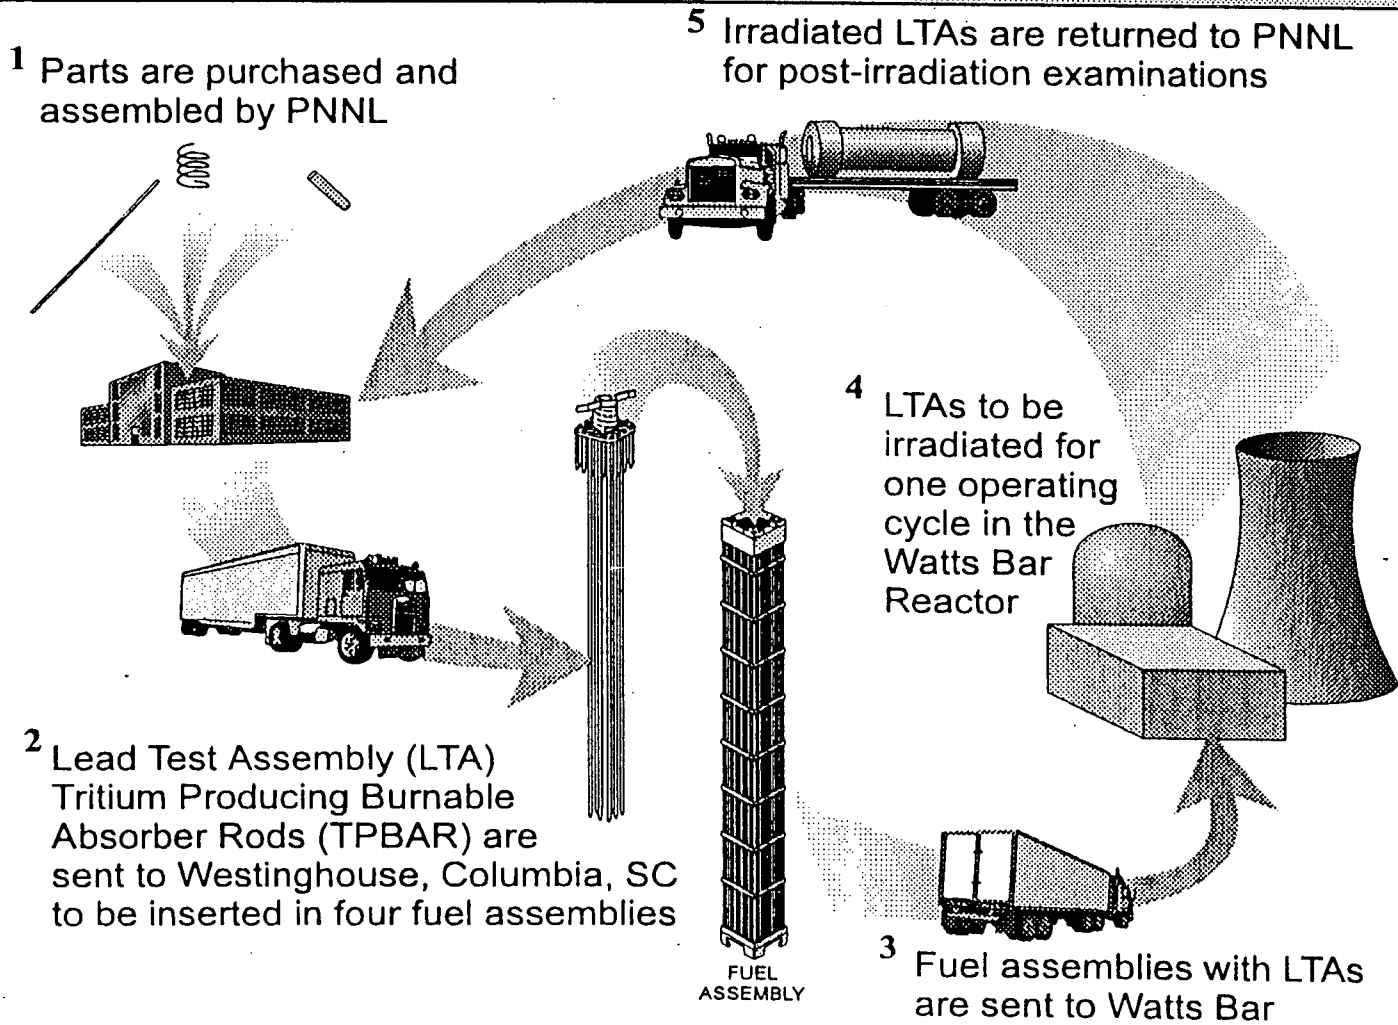 1 Parts are purchased and
assembled by PNNL
2 Lead Test Assembly (LTA)
Tritium Producing Burnable
Absorber Rods (TPBAR) are
sent to Westinghouse, Columbia, SC
to be inserted in four fuel assemblies
FUEL
ASSEMBLY
3 Fuel assemblies with LTAs
are sent to Watts Bar
4 LTAs to be
irradiated for
one operating
cycle in the
Watts Bar
Reactor
5 Irradiated LTAs are returned to PNNL
for post-irradiation examinations